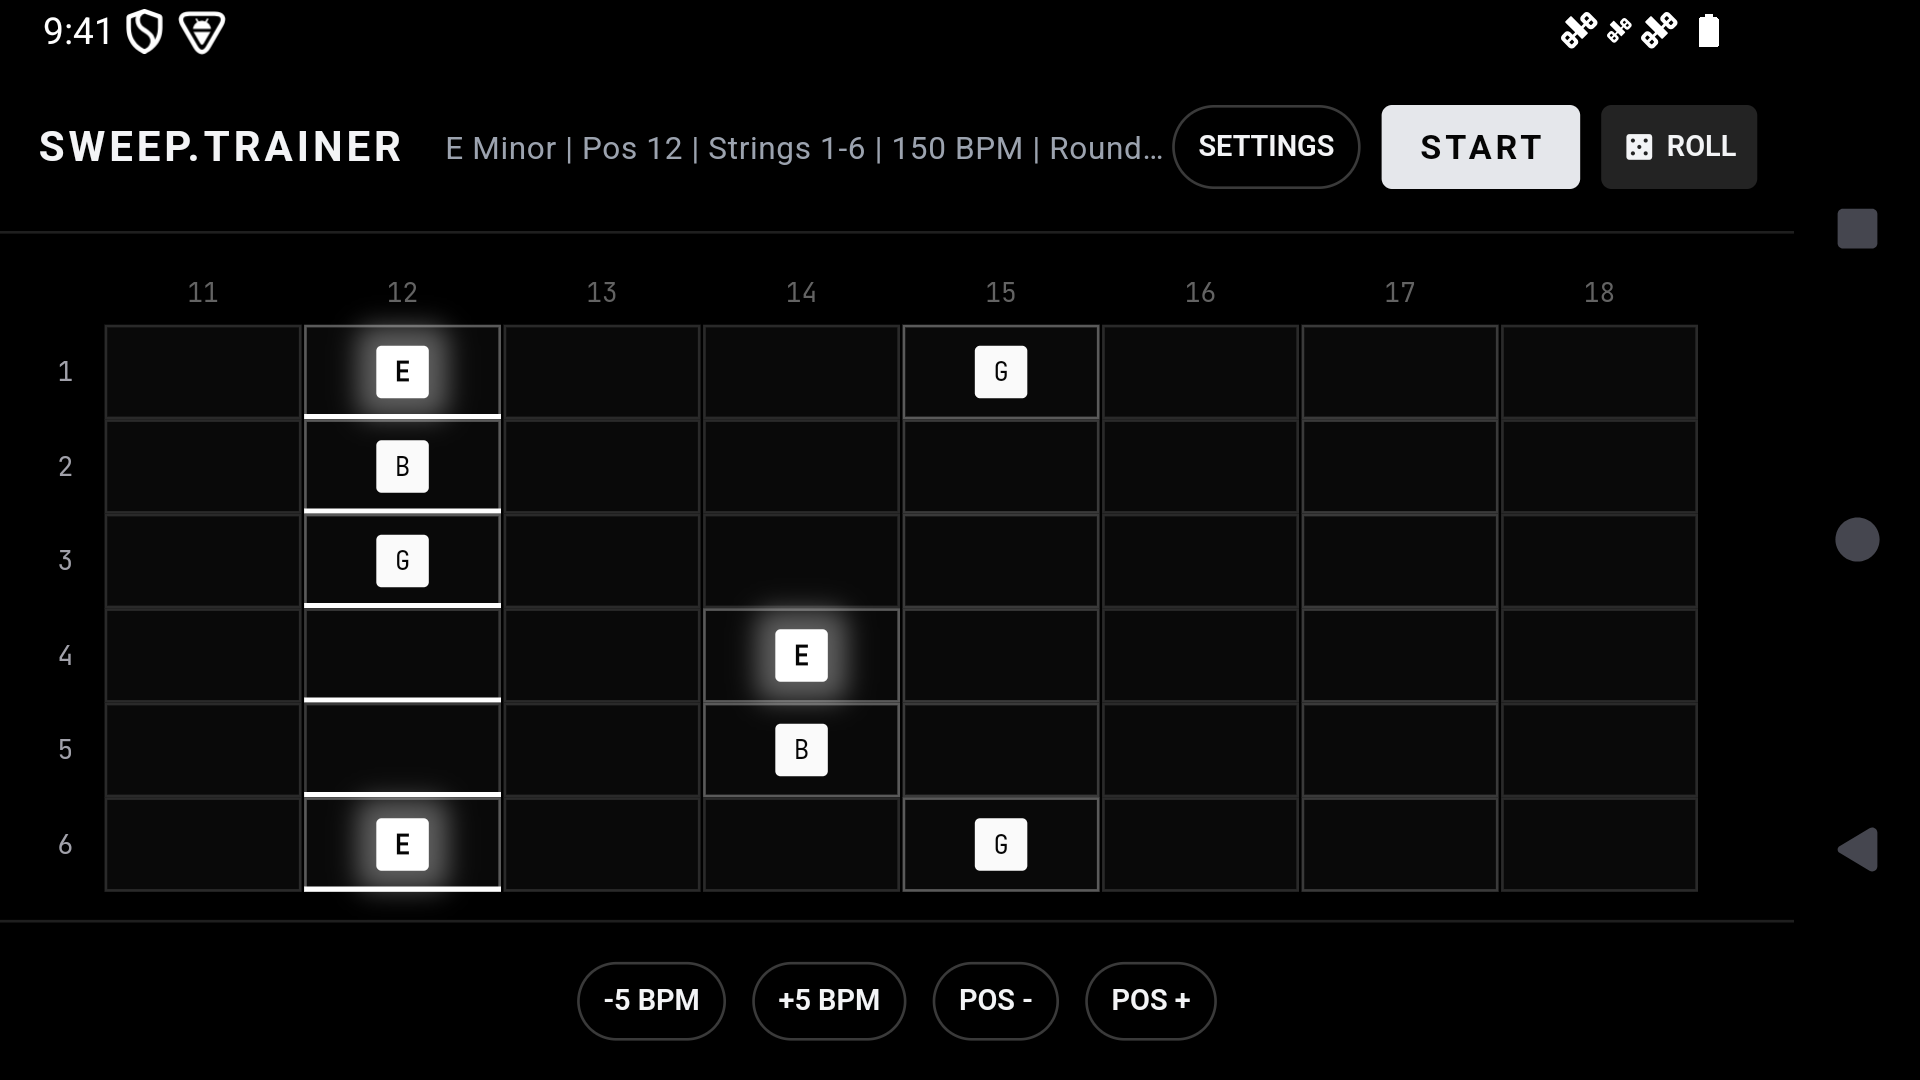 9:41
SWEEP.TRAINER E Minor | Pos 12 | Strings 1-6 | 150 BPM | Round... SETTINGS START ROLL
11 12 13 14 15 16 17 18
1 E G
2 B
3 G
4 E
5 B
6 E G
-5 BPM +5 BPM POS - POS +